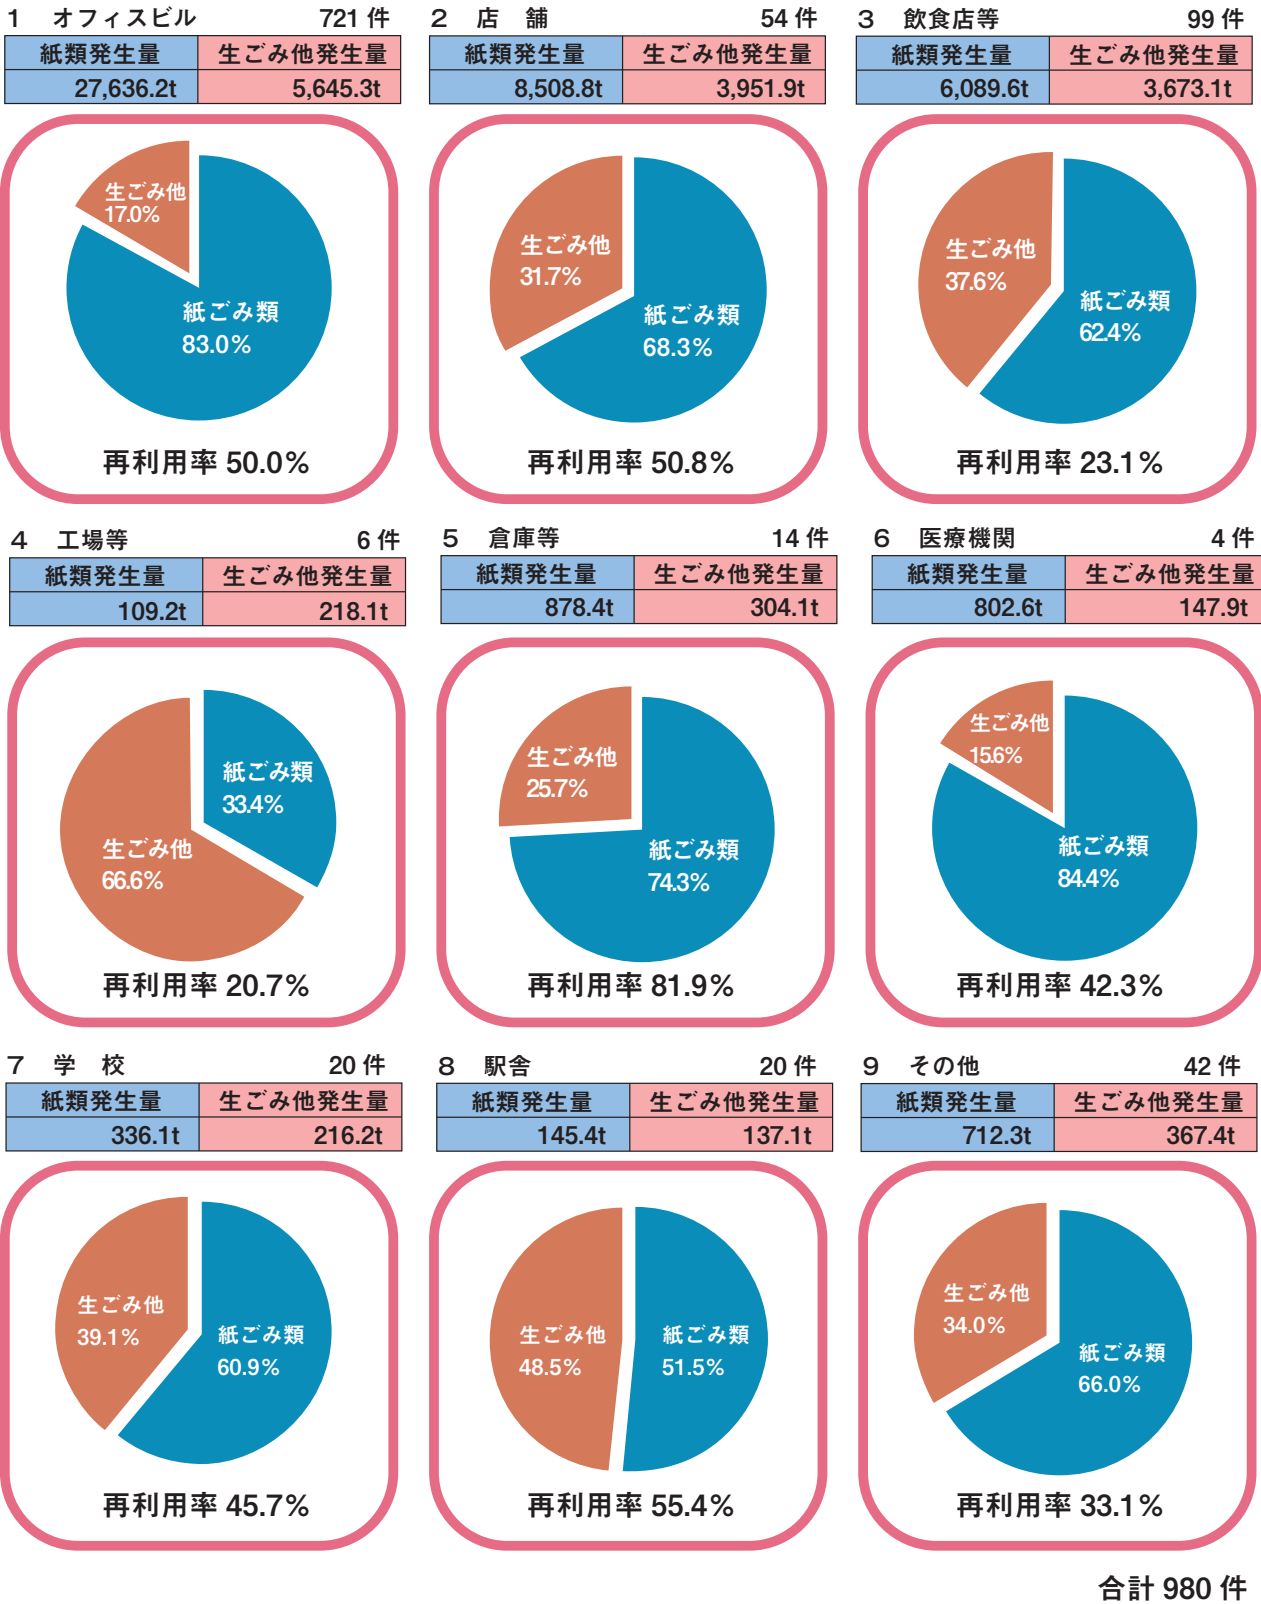 1 オフィスビル 721 件
紙類発生量 生ごみ他発生量
27,636.2t 5,645.3t
生ごみ他
17.0%
紙ごみ類
83.0%
再利用率 50.0%
2 店 舗 54 件
紙類発生量 生ごみ他発生量
8,508.8t 3,951.9t
生ごみ他
31.7%
紙ごみ類
68.3%
再利用率 50.8%
3 飲食店等 99 件
紙類発生量 生ごみ他発生量
6,089.6t 3,673.1t
生ごみ他
37.6%
紙ごみ類
62.4%
再利用率 23.1%
4 工場等 6 件
紙類発生量 生ごみ他発生量
109.2t 218.1t
紙ごみ類
33.4%
生ごみ他
66.6%
再利用率 20.7%
5 倉庫等 14 件
紙類発生量 生ごみ他発生量
878.4t 304.1t
生ごみ他
25.7%
紙ごみ類
74.3%
再利用率 81.9%
6 医療機関 4 件
紙類発生量 生ごみ他発生量
802.6t 147.9t
生ごみ他
15.6%
紙ごみ類
84.4%
再利用率 42.3%
7 学 校 20 件
紙類発生量 生ごみ他発生量
336.1t 216.2t
生ごみ他
39.1%
紙ごみ類
60.9%
再利用率 45.7%
8 駅舎 20 件
紙類発生量 生ごみ他発生量
145.4t 137.1t
生ごみ他
48.5%
紙ごみ類
51.5%
再利用率 55.4%
9 その他 42 件
紙類発生量 生ごみ他発生量
712.3t 367.4t
生ごみ他
34.0%
紙ごみ類
66.0%
再利用率 33.1%
合計 980 件